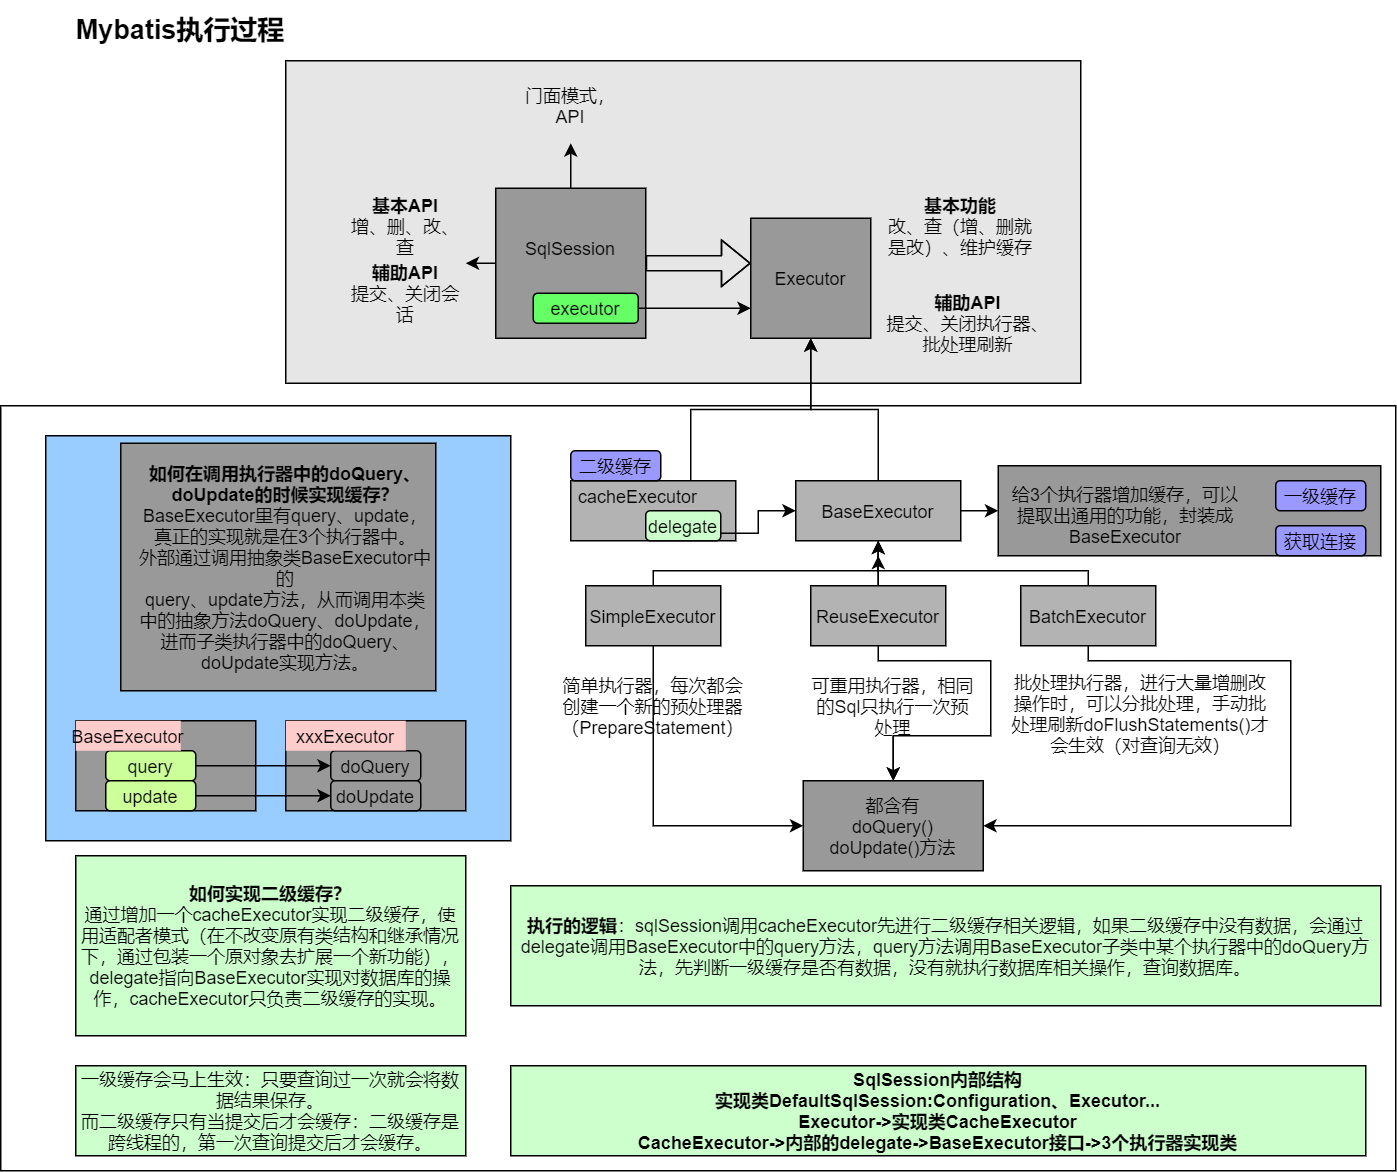 Mybatis执行过程
门面模式,
API
基本API
增、删、改、
查
辅助API
提交、关闭会
话
SqlSession
executor
Executor
基本功能
改、查（增、删就
是改）、维护缓存
辅助API
提交、关闭执行器、
批处理刷新
如何在调用执行器中的doQuery、
doUpdate的时候实现缓存？
BaseExecutor里有query、update，
真正的实现就是在3个执行器中。
外部通过调用抽象类BaseExecutor中
的
query、update方法，从而调用本类
中的抽象方法doQuery、doUpdate，
进而子类执行器中的doQuery、
doUpdate实现方法。
BaseExecutor
query
update
xxxExecutor
doQuery
doUpdate
二级缓存
cacheExecutor
delegate
BaseExecutor
给3个执行器增加缓存，可以
提取出通用的功能，封装成
BaseExecutor
一级缓存
获取连接
SimpleExecutor
ReuseExecutor
BatchExecutor
简单执行器，每次都会
创建一个新的预处理器
（PrepareStatement）
可重用执行器，相同
的Sql只执行一次预
处理
批处理执行器，进行大量增删改
操作时，可以分批处理，手动批
处理刷新doFlushStatements()才
会生效（对查询无效）
都含有
doQuery()
doUpdate()方法
如何实现二级缓存？
通过增加一个cacheExecutor实现二级缓存，使
用适配者模式（在不改变原有类结构和继承情况
下，通过包装一个原对象去扩展一个新功能），
delegate指向BaseExecutor实现对数据库的操
作，cacheExecutor只负责二级缓存的实现。
执行的逻辑：sqlSession调用cacheExecutor先进行二级缓存相关逻辑，如果二级缓存中没有数据，会通过
delegate调用BaseExecutor中的query方法，query方法调用BaseExecutor子类中某个执行器中的doQuery方
法，先判断一级缓存是否有数据，没有就执行数据库相关操作，查询数据库。
一级缓存会马上生效：只要查询过一次就会将数
据结果保存。
而二级缓存只有当提交后才会缓存：二级缓存是
跨线程的，第一次查询提交后才会缓存。
SqlSession内部结构
实现类DefaultSqlSession:Configuration、Executor...
Executor->实现类CacheExecutor
CacheExecutor->内部的delegate->BaseExecutor接口->3个执行器实现类